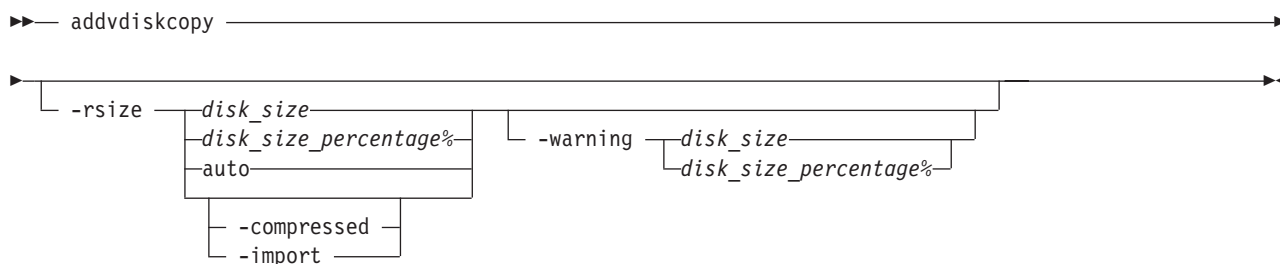 addvdiskcopy
-rsize disk_size
disk_size_percentage%
auto
-compressed
-import
-warning disk_size
disk_size_percentage%